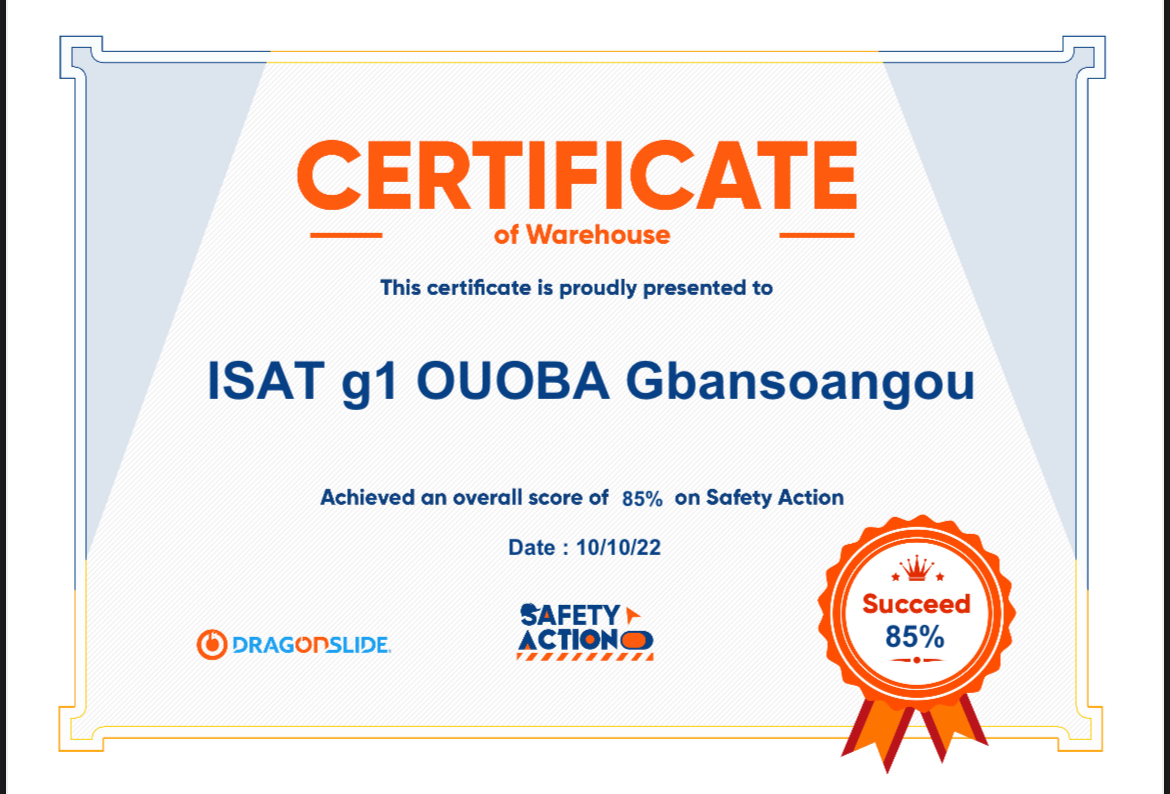 CERTIFICATE
of Warehouse
This certificate is proudly presented to
ISAT g1 OUOBA Gbansoangou
Achieved an overall score of 85% on Safety Action
Date : 10/10/22
DRAGONSLIDE
SAFETY
ACTION
Succeed
85%